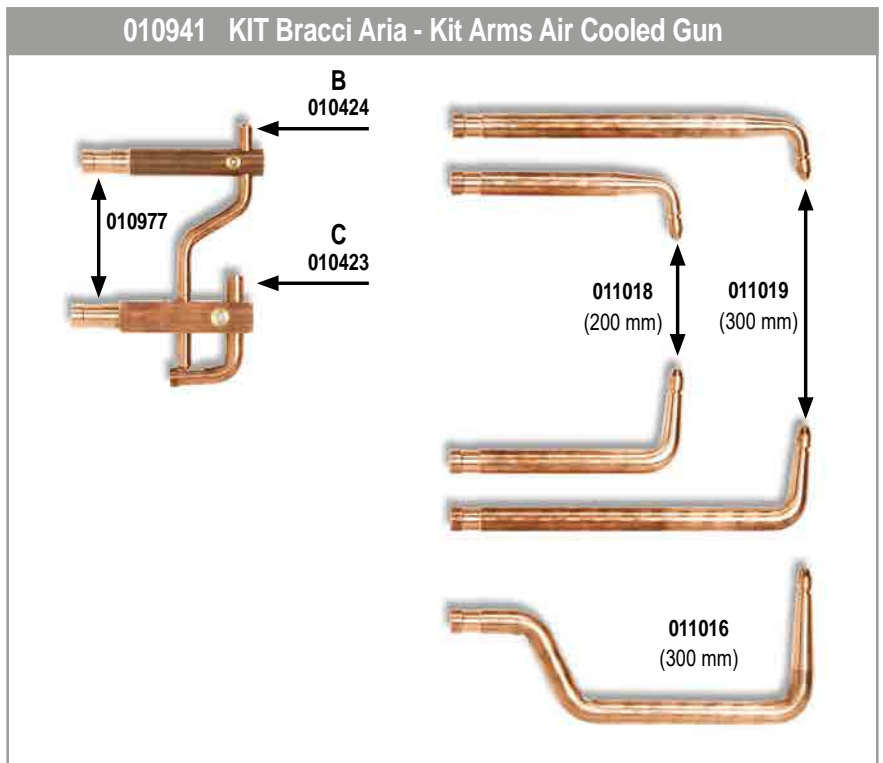 010941 KIT Bracci Aria - Kit Arms Air Cooled Gun
B
010424
010977
C
010423
011018
(200 mm)
011019
(300 mm)
011016
(300 mm)